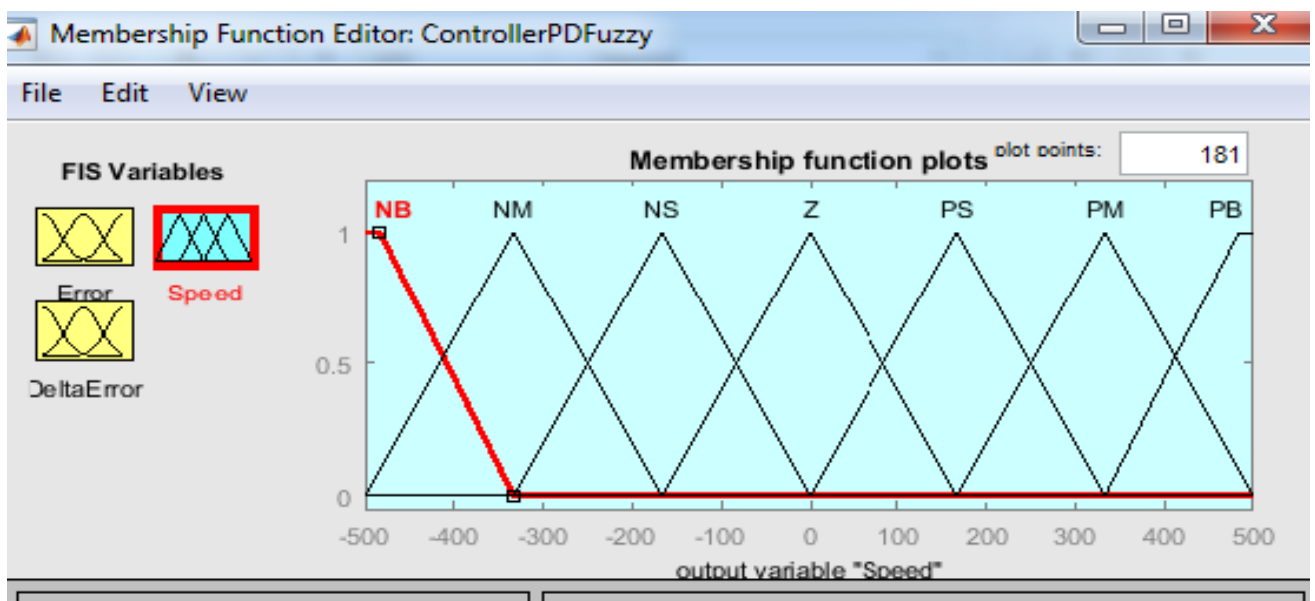 Membership Function Editor: ControllerPDFuzzy
File Edit View
FIS Variables
Error
Speed
DeltaError
Membership function plots
plot points:
181
NB NM NS Z PS PM PB
1
0.5
0
-500 -400 -300 -200 -100 0 100 200 300 400 500
output variable "Speed"